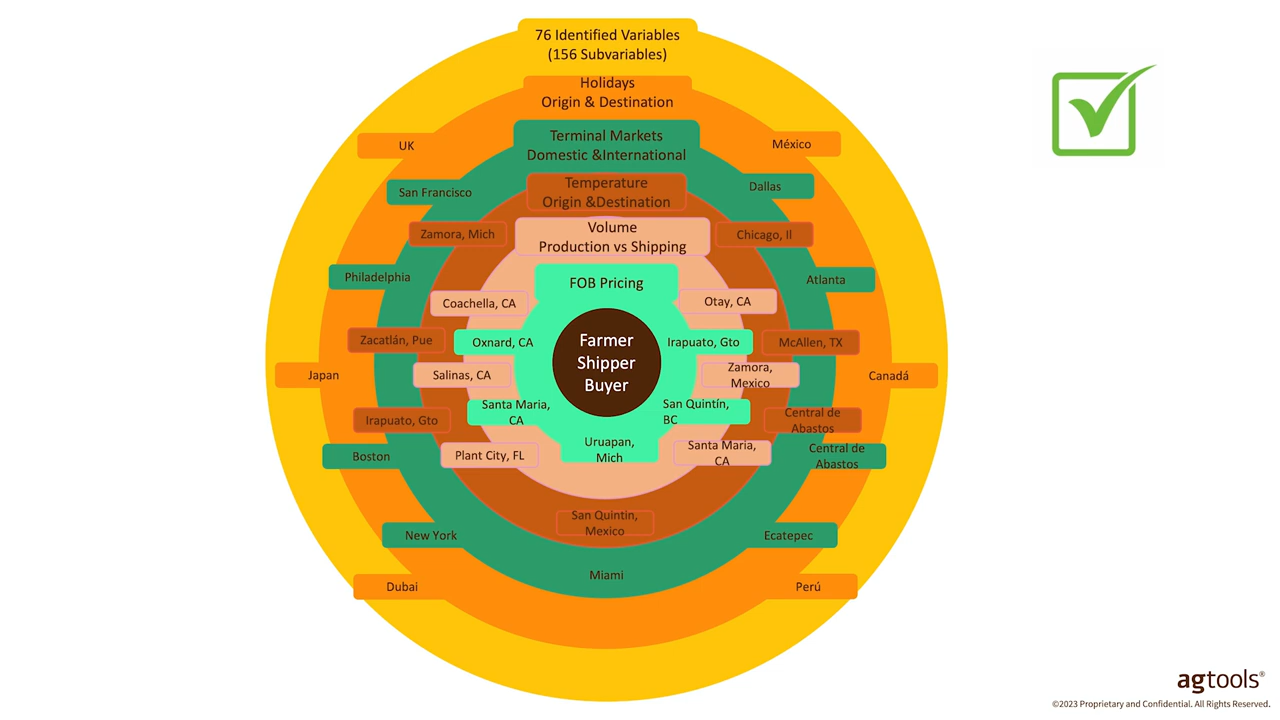 76 Identified Variables
(156 Subvariables)
Holidays
Origin & Destination
Terminal Markets
Domestic &International
UK
México
Temperature
Origin &Destination
San Francisco
Dallas
Zamora, Mich
Volume
Production vs Shipping
Chicago, Il
Philadelphia
FOB Pricing
Atlanta
Coachella, CA
Otay, CA
Zacatlán, Pue
Oxnard, CA
Farmer
Shipper
Buyer
Irapuato, Gto
McAllen, TX
Japan
Salinas, CA
Zamora,
Mexico
Canadá
Irapuato, Gto
Santa Maria,
CA
San Quintín,
BC
Central de
Abastos
Boston
Plant City, FL
Uruapan,
Mich
Santa Maria,
CA
Central de
Abastos
San Quintin,
Mexico
New York
Ecatepec
Miami
Dubai
Perú
agtools®
©2023 Proprietary and Confidential. All Rights Reserved.